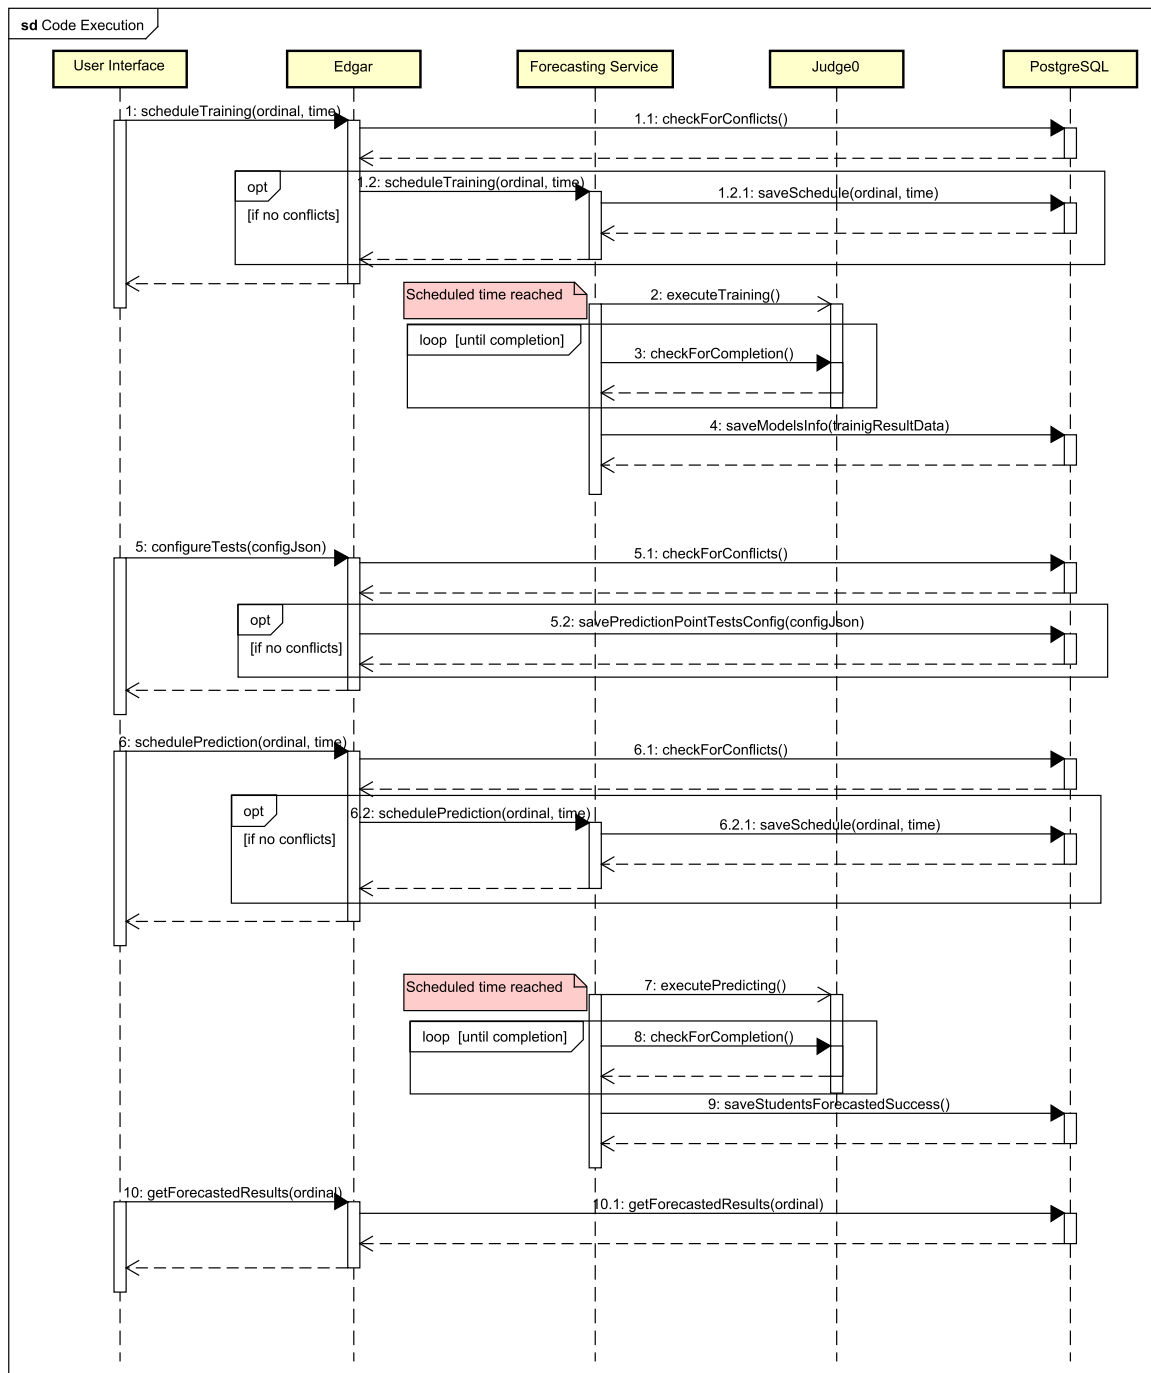 sd Code Execution
User Interface
Edgar
Forecasting Service
Judge0
PostgreSQL
1: scheduleTraining(ordinal, time)
1.1: checkForConflicts()
opt
1.2: scheduleTraining(ordinal, time)
1.2.1: saveSchedule(ordinal, time)
[if no conflicts]
Scheduled time reached
2: executeTraining()
loop [until completion]
3: checkForCompletion()
4: saveModelsInfo(trainigResultData)
5: configureTests(configJson)
5.1: checkForConflicts()
opt
5.2: savePredictionPointTestsConfig(configJson)
[if no conflicts]
6: schedulePrediction(ordinal, time)
6.1: checkForConflicts()
opt
6.2: schedulePrediction(ordinal, time)
6.2.1: saveSchedule(ordinal, time)
[if no conflicts]
Scheduled time reached
7: executePredicting()
loop [until completion]
8: checkForCompletion()
9: saveStudentsForecastedSuccess()
10: getForecastedResults(ordinal)
10.1: getForecastedResults(ordinal)